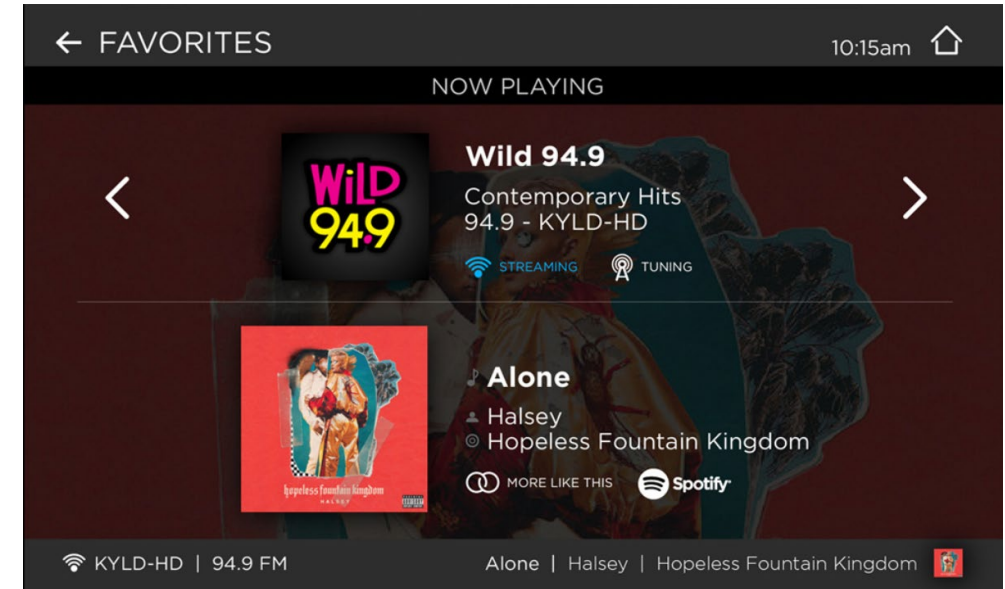 FAVORITES
10:15am
NOW PLAYING
WiLD
94.9
Wild 94.9
Contemporary Hits
94.9 - KYLD-HD
STREAMING TUNING
hopeless fountain kingdom
HALSEY
Alone
Halsey
Hopeless Fountain Kingdom
MORE LIKE THIS Spotify
KYLD-HD | 94.9 FM
Alone | Halsey | Hopeless Fountain Kingdom